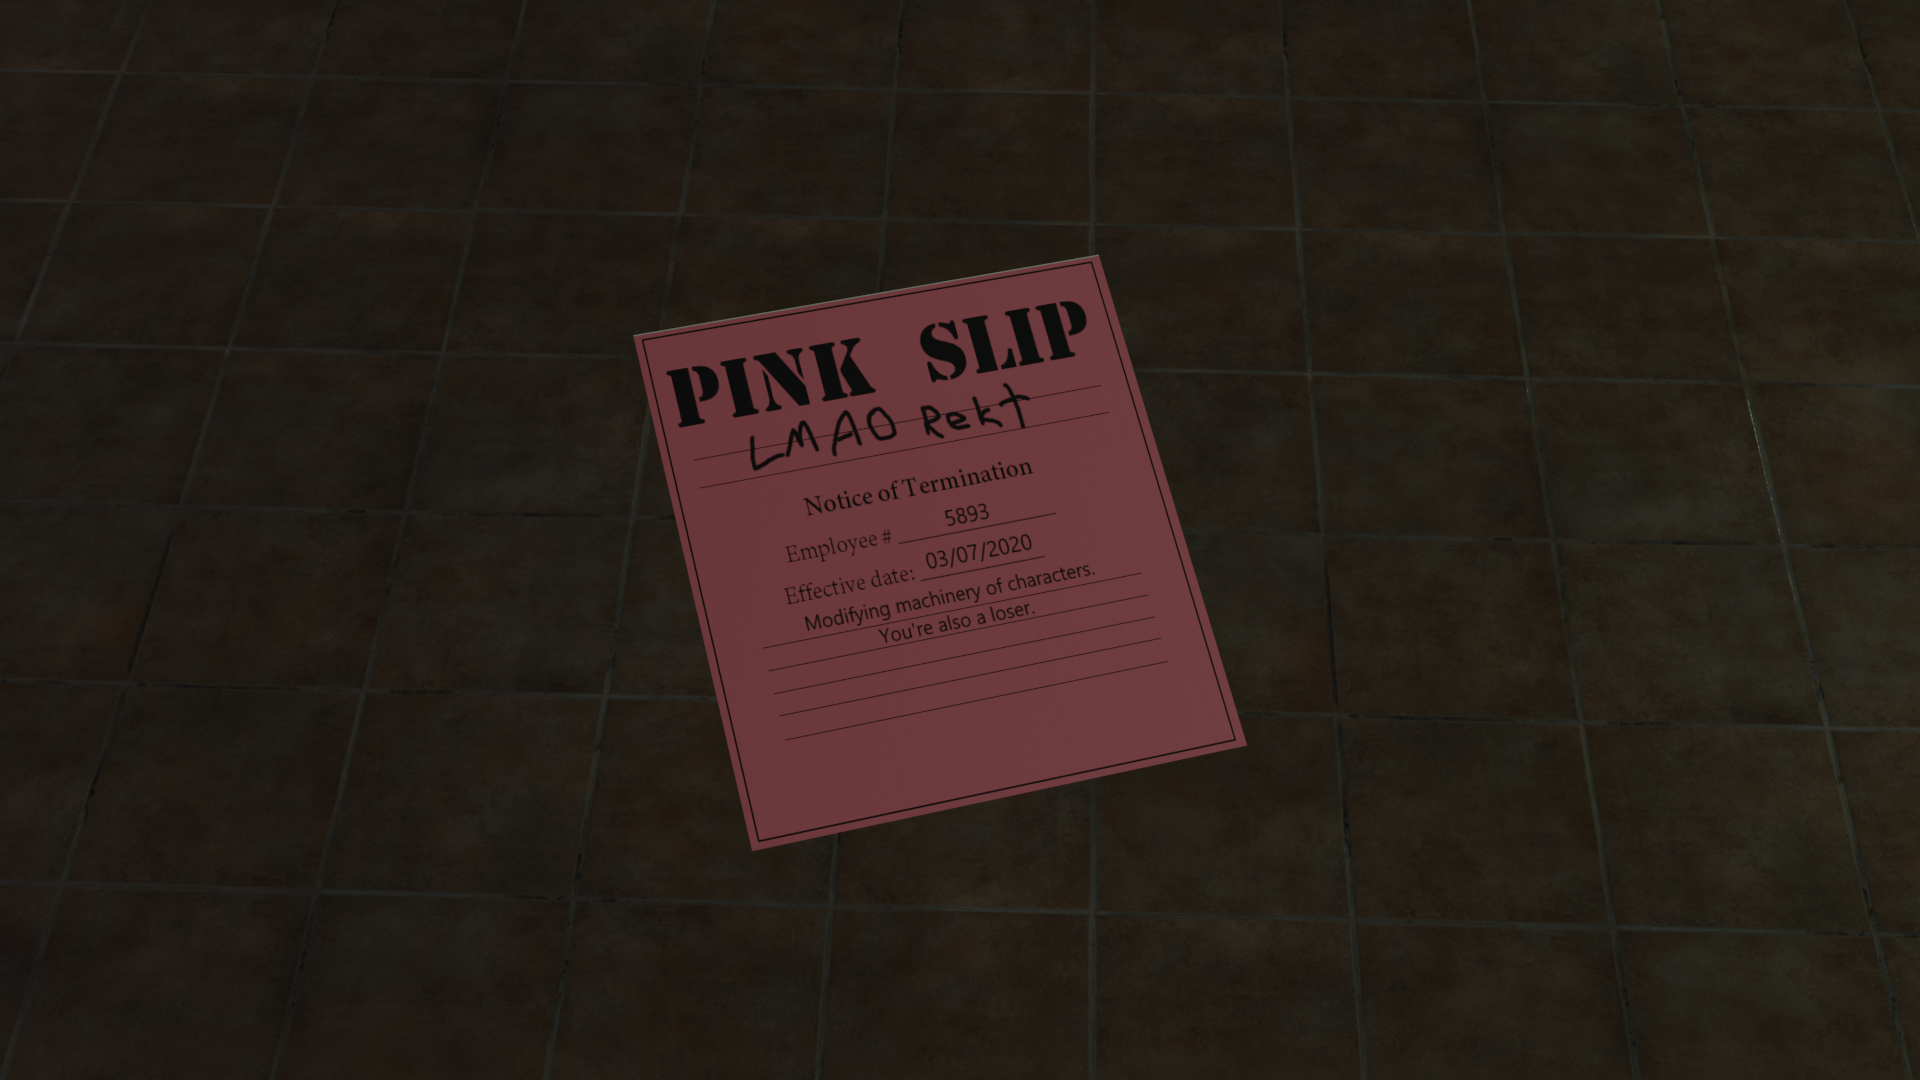 PINK SLIP
LMAO Rekt
Notice of Termination
Employee # 5893
Effective date: 03/07/2020
Modifying machinery of characters.
You're also a loser.